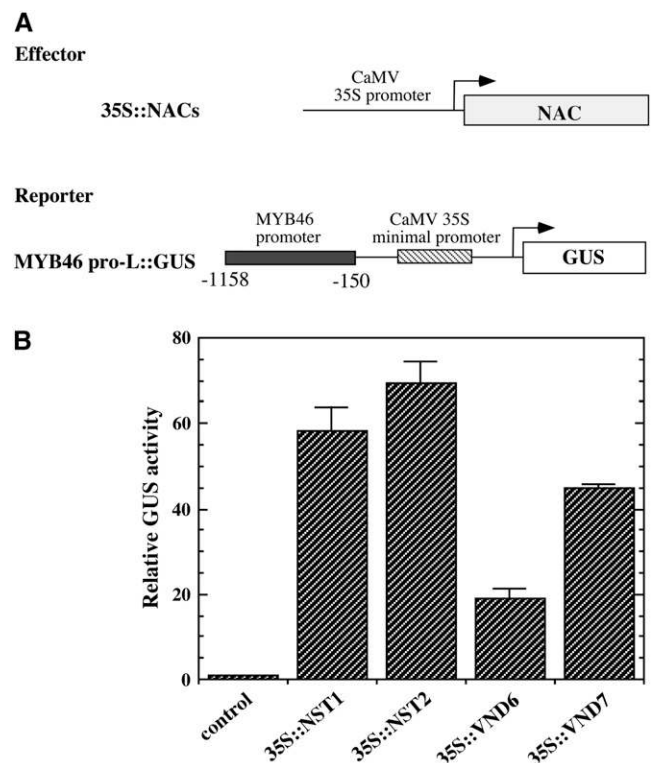 A
Effector
CaMV
35S promoter
35S::NACs
NAC
Reporter
MYB46
promoter
CaMV 35S
minimal promoter
MYB46 pro-L::GUS
GUS
-1158
-150
B
80
60
40
20
0
Relative GUS activity
control
35S::NST1
35S::NST2
35S::VND6
35S::VND7